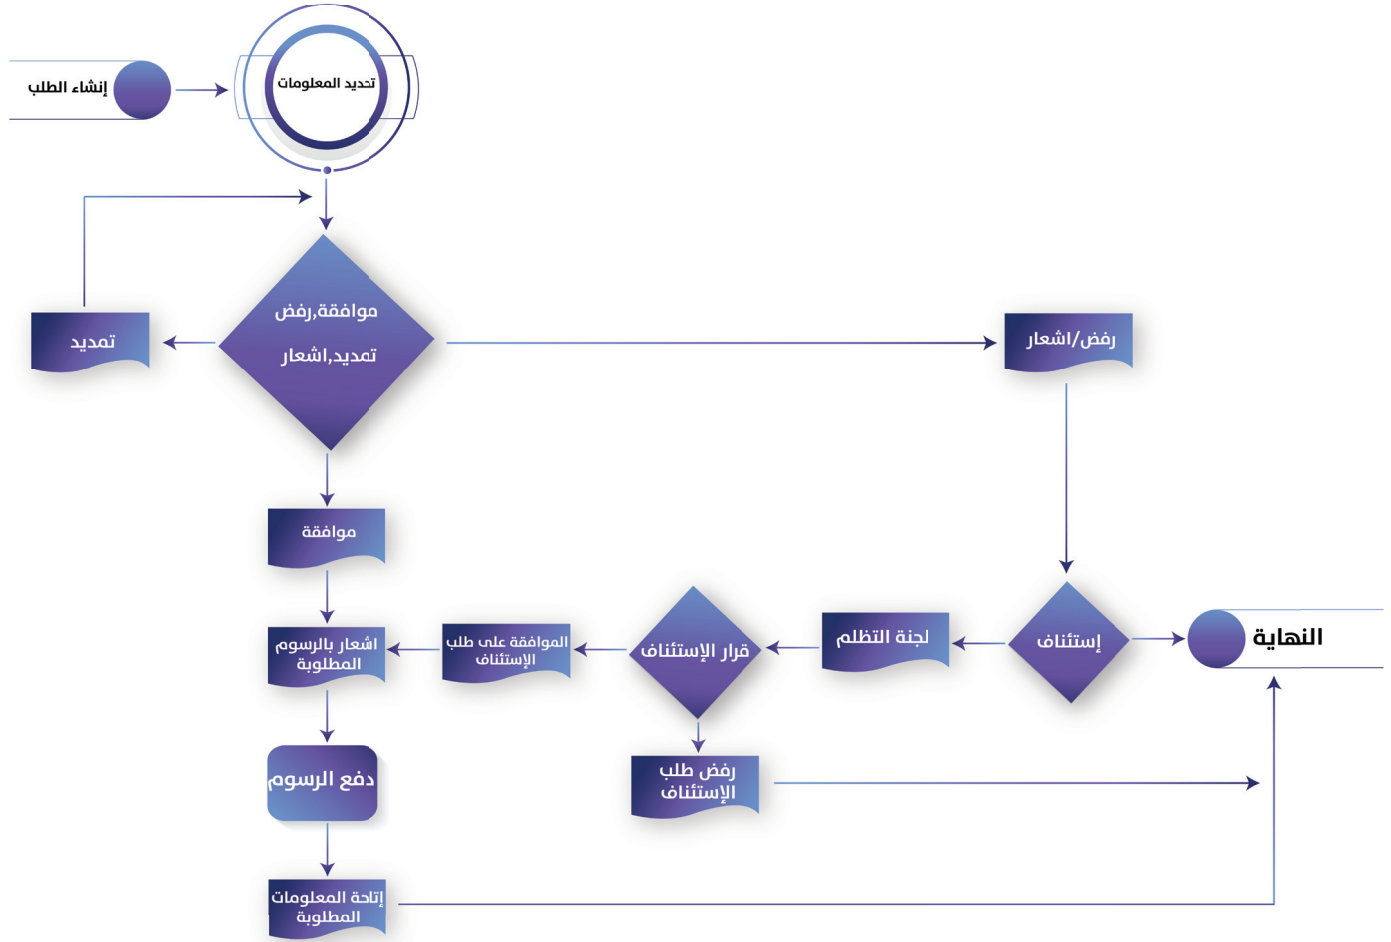 إنشاء الطلب
تحديد المعلومات
موافقة,رفض
تمديد,اشعار
تمديد
رفض/اشعار
موافقة
إستئناف
النهاية
لجنة التظلم
قرار الإستئناف
الموافقة على طلب
الإستئناف
اشعار بالرسوم
المطلوبة
رفض طلب
الإستئناف
دفع الرسوم
إتاحة المعلومات
المطلوبة